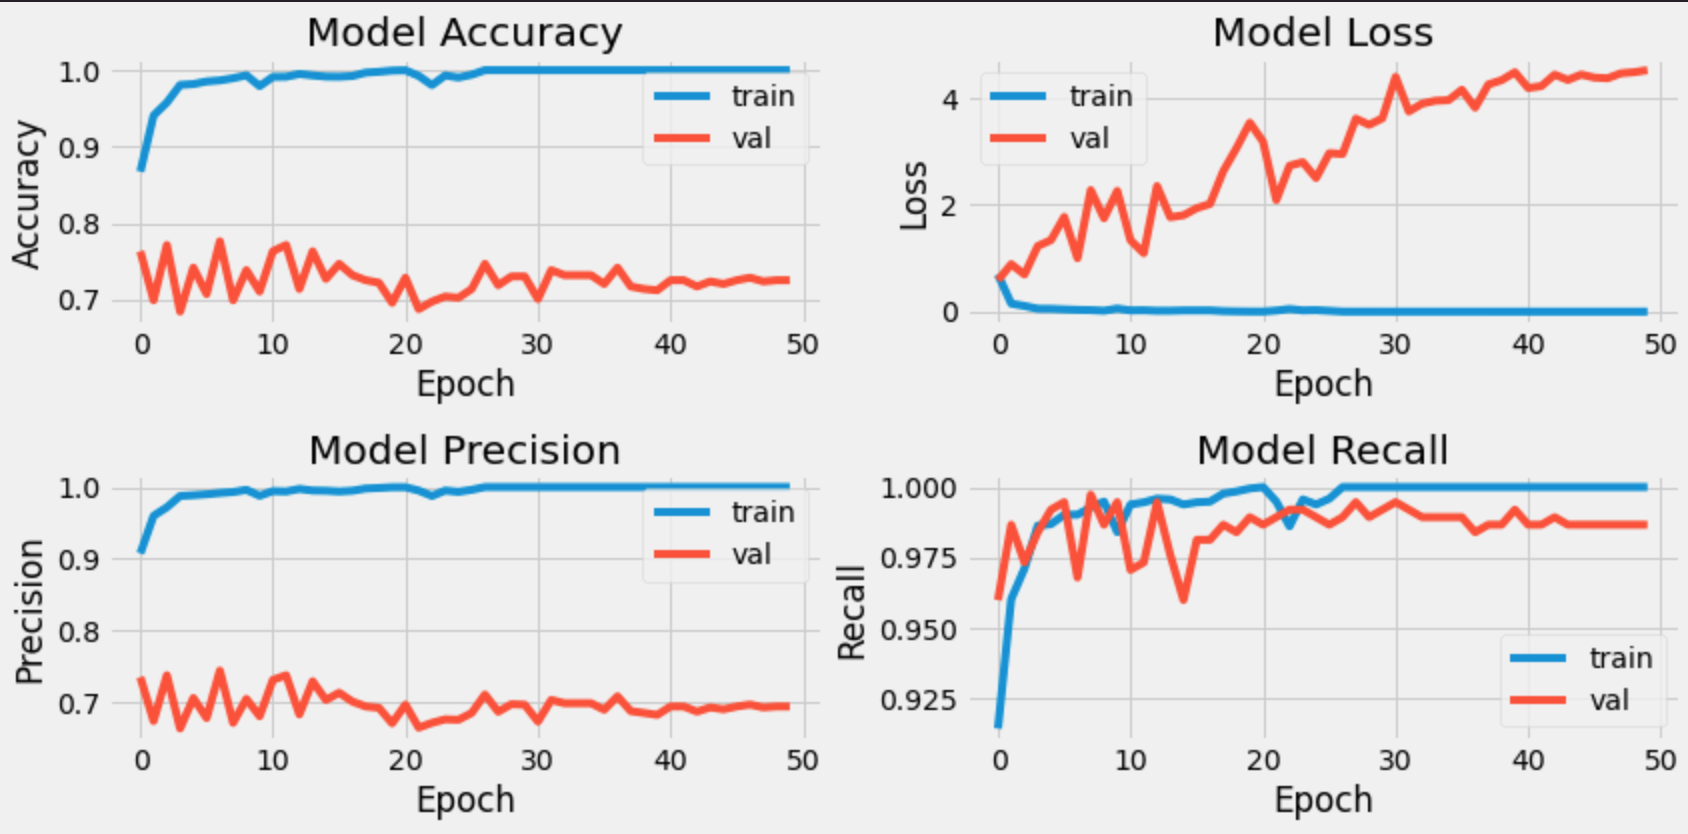 Model Accuracy
Accuracy
1.0
0.9
0.8
0.7
train
val
0 10 20 30 40 50
Epoch
Model Loss
Loss
4
2
0
train
val
0 10 20 30 40 50
Epoch
Model Precision
Precision
1.0
0.9
0.8
0.7
train
val
0 10 20 30 40 50
Epoch
Model Recall
Recall
1.000
0.975
0.950
0.925
train
val
0 10 20 30 40 50
Epoch